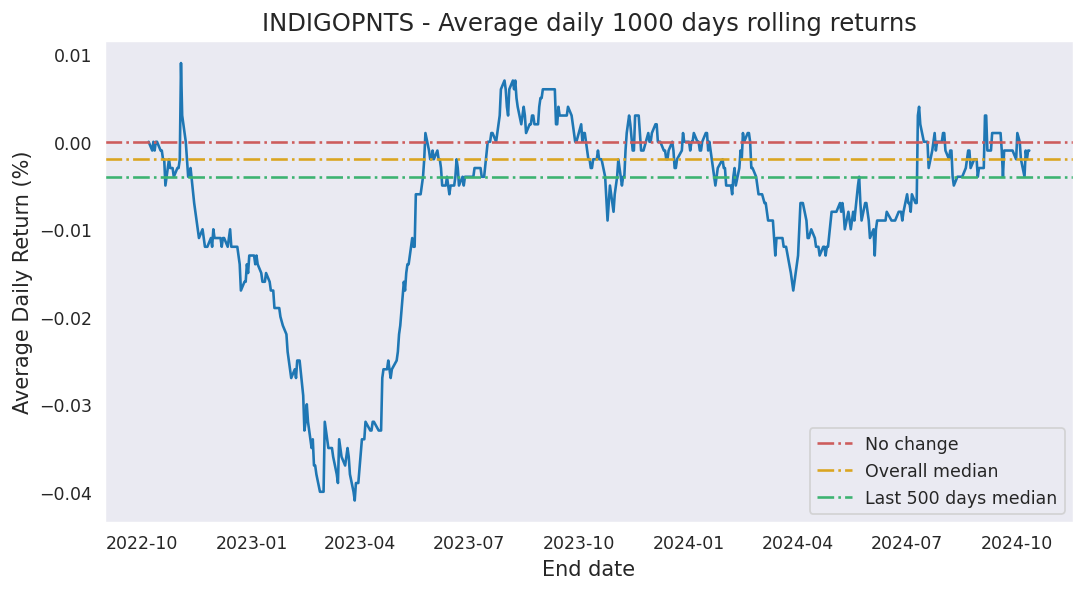 INDIGOPNTS - Average daily 1000 days rolling returns
Average Daily Return (%)
0.01
0.00
−0.01
−0.02
−0.03
−0.04
No change
Overall median
Last 500 days median
2022-10 2023-01 2023-04 2023-07 2023-10 2024-01 2024-04 2024-07 2024-10
End date